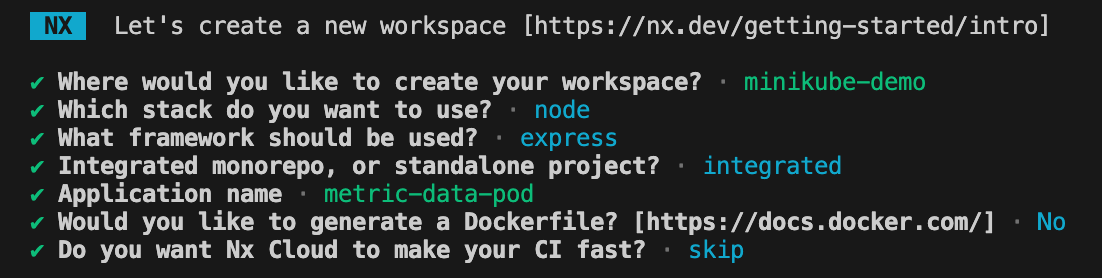 NX Let's create a new workspace [https://nx.dev/getting-started/intro]
✔ Where would you like to create your workspace? · minikube-demo
✔ Which stack do you want to use? · node
✔ What framework should be used? · express
✔ Integrated monorepo, or standalone project? · integrated
✔ Application name · metric-data-pod
✔ Would you like to generate a Dockerfile? [https://docs.docker.com/] · No
✔ Do you want Nx Cloud to make your CI fast? · skip